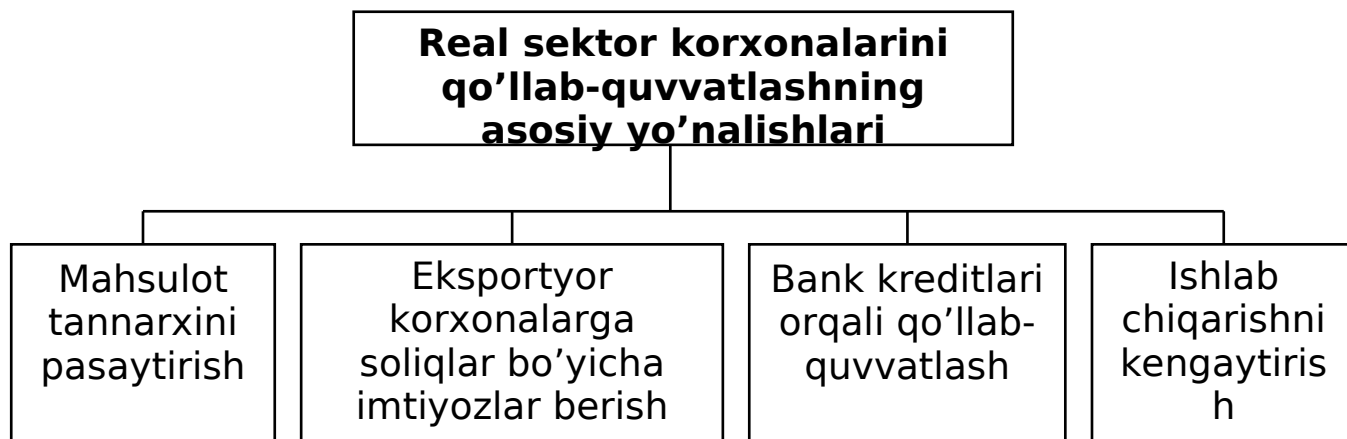 Real sektor korxonalarini
qo’llab-quvvatlashning
asosiy yo’nalishlari
Mahsulot
tannarxini
pasaytirish
Eksportyor
korxonalarga
soliqlar bo’yicha
imtiyozlar berish
Bank kreditlari
orqali qo’llab-
quvvatlash
Ishlab
chiqarishni
kengaytiris
h